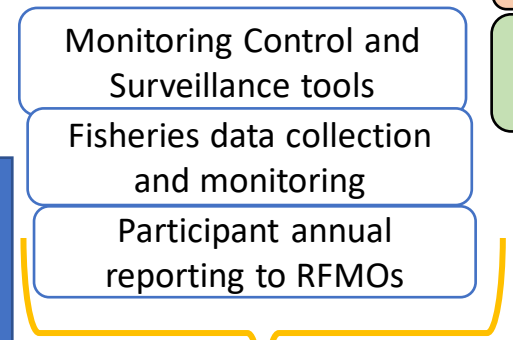 Monitoring Control and
Surveillance tools
Fisheries data collection
and monitoring
Participant annual
reporting to RFMOs